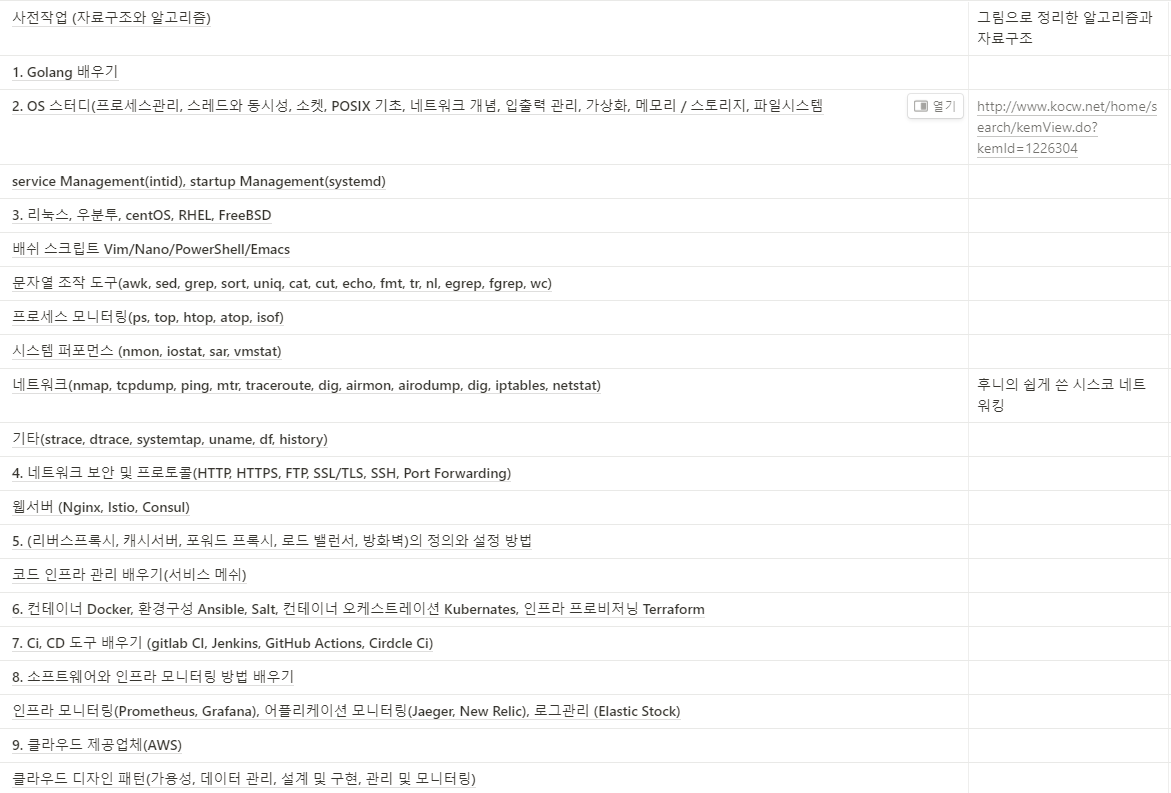 사전작업 (자료구조와 알고리즘)
그림으로 정리한 알고리즘과
자료구조
1. Golang 배우기
2. OS 스터디(프로세스관리, 스레드와 동시성, 소켓, POSIX 기초, 네트워크 개념, 입출력 관리, 가상화, 메모리 / 스토리지, 파일시스템
열기
http://www.kocw.net/home/s
earch/kemView.do?
kemId=1226304
service Management(intid), startup Management(systemd)
3. 리눅스, 우분투, centOS, RHEL, FreeBSD
배쉬 스크립트 Vim/Nano/PowerShell/Emacs
문자열 조작 도구(awk, sed, grep, sort, uniq, cat, cut, echo, fmt, tr, nl, egrep, fgrep, wc)
프로세스 모니터링(ps, top, htop, atop, isof)
시스템 퍼포먼스 (nmon, iostat, sar, vmstat)
네트워크(nmap, tcpdump, ping, mtr, traceroute, dig, airmon, airodump, dig, iptables, netstat)
후니의 쉽게 쓴 시스코 네트
워킹
기타(strace, dtrace, systemtap, uname, df, history)
4. 네트워크 보안 및 프로토콜(HTTP, HTTPS, FTP, SSL/TLS, SSH, Port Forwarding)
웹서버 (Nginx, Istio, Consul)
5. (리버스프록시, 캐시서버, 포워드 프록시, 로드 밸런서, 방화벽)의 정의와 설정 방법
코드 인프라 관리 배우기(서비스 메쉬)
6. 컨테이너 Docker, 환경구성 Ansible, Salt, 컨테이너 오케스트레이션 Kubernates, 인프라 프로비저닝 Terraform
7. Ci, CD 도구 배우기 (gitlab CI, Jenkins, GitHub Actions, Cirdcle Ci)
8. 소프트웨어와 인프라 모니터링 방법 배우기
인프라 모니터링(Prometheus, Grafana), 어플리케이션 모니터링(Jaeger, New Relic), 로그관리 (Elastic Stock)
9. 클라우드 제공업체(AWS)
클라우드 디자인 패턴(가용성, 데이터 관리, 설계 및 구현, 관리 및 모니터링)